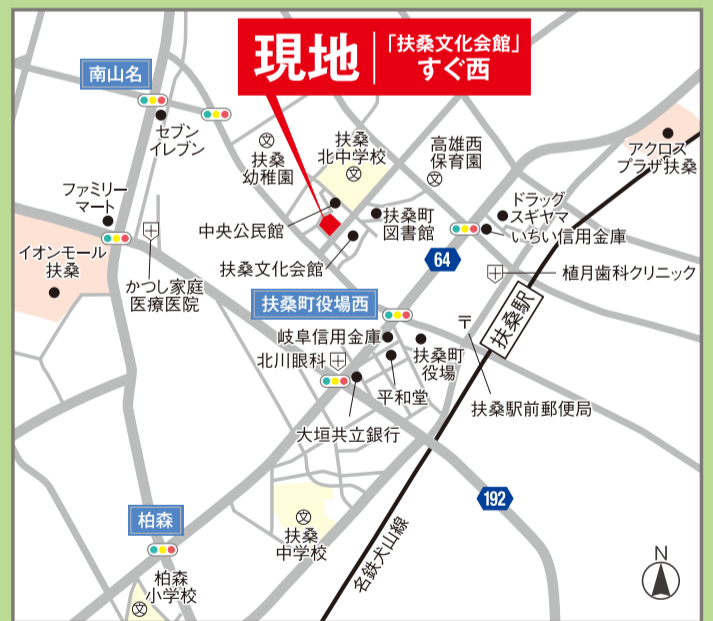 現地
「扶桑文化会館」
すぐ西
南山名
セブン
イレブン
扶桑
幼稚園
扶桑
北中学校
高雄西
保育園
アクロス
プラザ扶桑
ファミリー
マート
中央公民館
扶桑町
図書館
ドラッグ
スギヤマ
いちい信用金庫
イオンモール
扶桑
かつし家庭
医療医院
扶桑文化会館
64
植月歯科クリニック
扶桑町役場西
扶桑駅
〒
岐阜信用金庫
北川眼科
扶桑町
役場
平和堂
扶桑駅前郵便局
大垣共立銀行
192
柏森
文
扶桑
中学校
名鉄犬山線
柏森
小学校
文
文
文
文
N